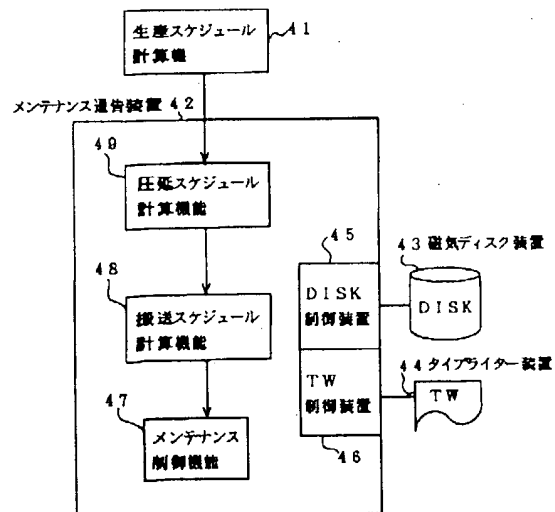 生産スケジュール
計算機
41
メンテナンス通告装置 42
49
圧延スケジュール
計算機能
45
43 磁気ディスク装置
DISK
制御装置
DISK
48
搬送スケジュール
計算機能
44 タイプライター装置
TW
制御装置
TW
47
メンテナンス
制御機能
46